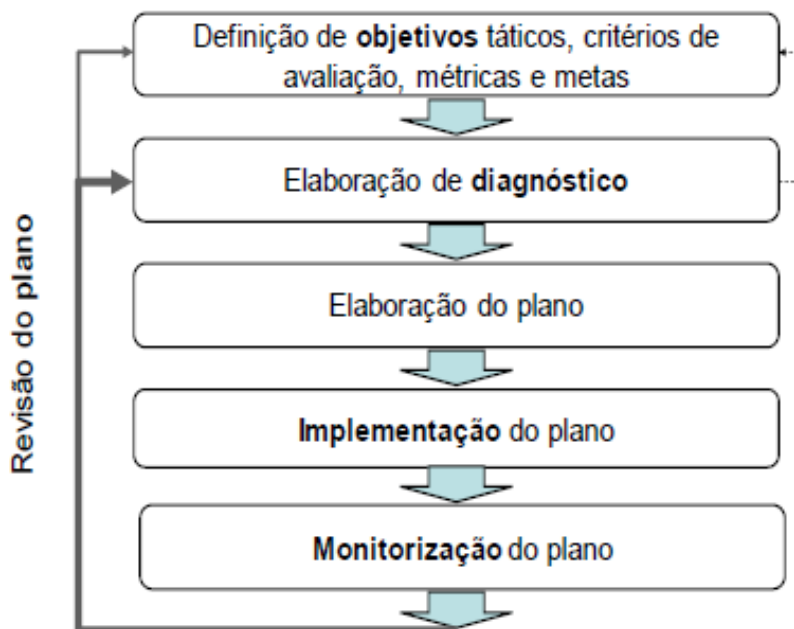 Definição de objetivos táticos, critérios de
avaliação, métricas e metas
Elaboração de diagnóstico
Elaboração do plano
Implementação do plano
Monitorização do plano
Revisão do plano